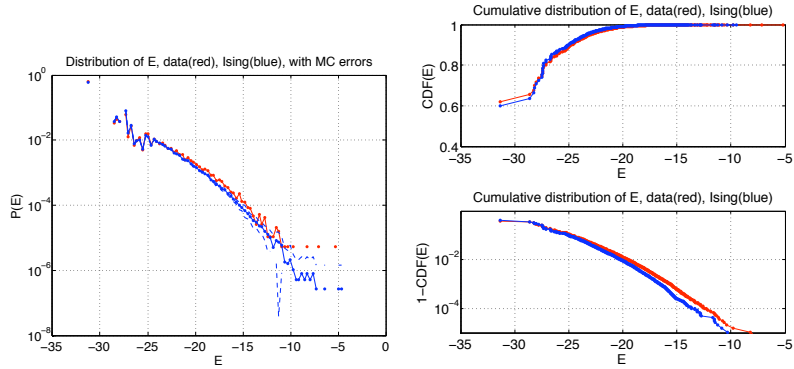 Distribution of E, data(red), Ising(blue), with MC errors
10^0
10^-2
10^-4
10^-6
10^-8
P(E)
-35 -30 -25 -20 -15 -10 -5 0
E
Cumulative distribution of E, data(red), Ising(blue)
1
0.8
0.6
0.4
CDF(E)
-35 -30 -25 -20 -15 -10 -5
E
Cumulative distribution of E, data(red), Ising(blue)
10^-2
10^-4
1-CDF(E)
-35 -30 -25 -20 -15 -10 -5
E